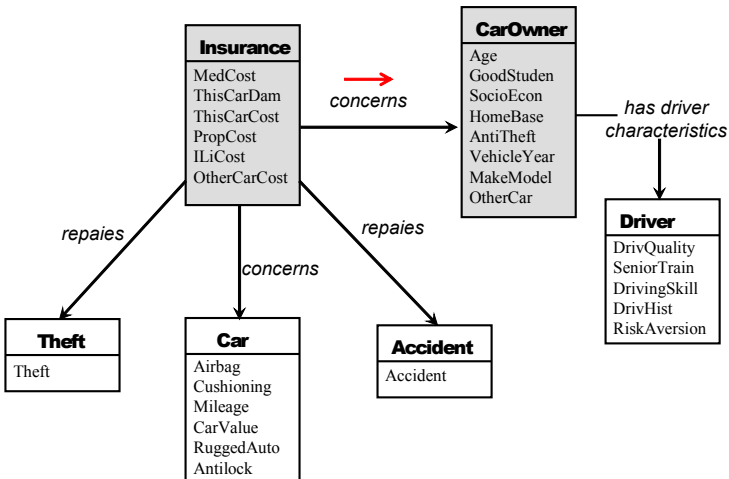 Insurance
MedCost
ThisCarDam
ThisCarCost
PropCost
ILiCost
OtherCarCost
concerns
CarOwner
Age
GoodStuden
SocioEcon
HomeBase
AntiTheft
VehicleYear
MakeModel
OtherCar
has driver
characteristics
Driver
DrivQuality
SeniorTrain
DrivingSkill
DrivHist
RiskAversion
repaies
concerns
repaies
Theft
Theft
Car
Airbag
Cushioning
Mileage
CarValue
RuggedAuto
Antilock
Accident
Accident